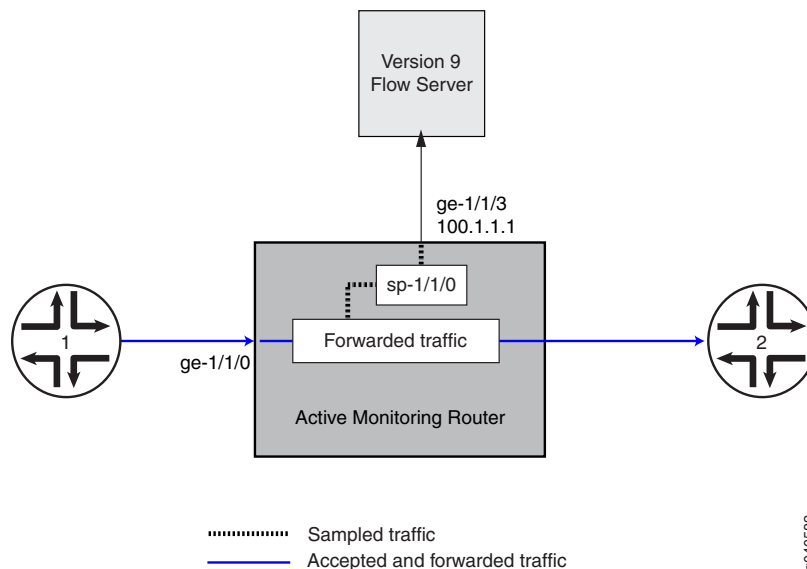 Version 9
Flow Server
ge-1/1/3
100.1.1.1
sp-1/1/0
1
Forwarded traffic
2
ge-1/1/0
Active Monitoring Router
Sampled traffic
Accepted and forwarded traffic